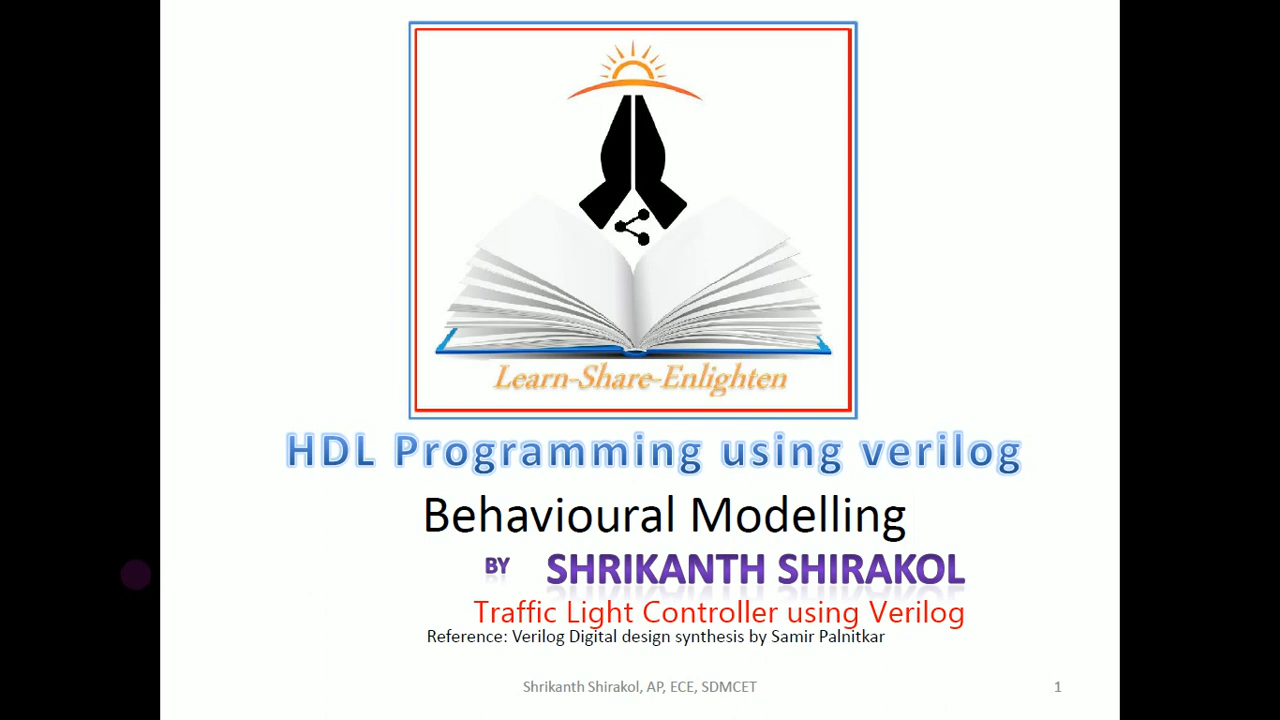 Learn-Share-Enlighten
HDL Programming using verilog
Behavioural Modelling
BY SHRIKANTH SHIRAKOL
Traffic Light Controller using Verilog
Reference: Verilog Digital design synthesis by Samir Palnitkar
Shrikanth Shirakol, AP, ECE, SDMCET 1